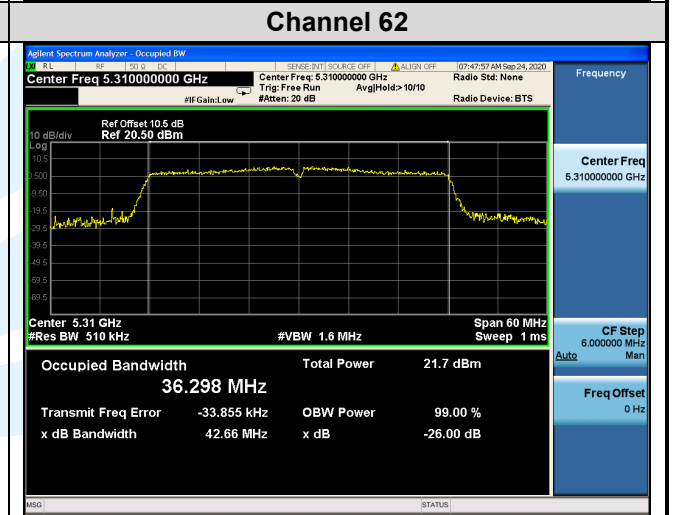 Channel 62
Agilent Spectrum Analyzer - Occupied BW
LXI RL RF 50 Ω DC SENSE:INT SOURCE OFF ALIGN OFF 07:47:57 AM Sep 24, 2020
Center Freq 5.310000000 GHz Center Freq: 5.310000000 GHz Radio Std: None Frequency
Trig: Free Run Avg|Hold:> 10/10
#IFGain:Low #Atten: 20 dB Radio Device: BTS
Ref Offset 10.5 dB
10 dB/div Ref 20.50 dBm
Log
10.5
0.500
-9.50
-19.5
-29.5
-39.5
-49.5
-59.5
-69.5
Center Freq
5.310000000 GHz
Center 5.31 GHz Span 60 MHz
#Res BW 510 kHz #VBW 1.6 MHz Sweep 1 ms
CF Step
6.000000 MHz
Auto Man
Occupied Bandwidth Total Power 21.7 dBm
36.298 MHz
Transmit Freq Error -33.855 kHz OBW Power 99.00 %
x dB Bandwidth 42.66 MHz x dB -26.00 dB
Freq Offset
0 Hz
MSG STATUS